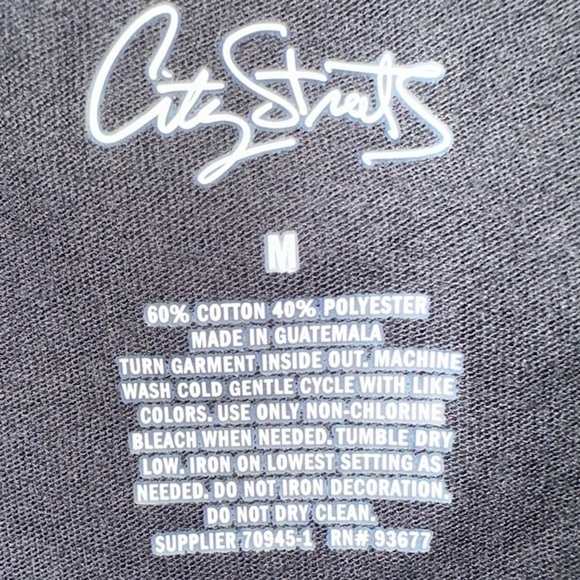 City Streets
M
60% COTTON 40% POLYESTER
MADE IN GUATEMALA
TURN GARMENT INSIDE OUT. MACHINE
WASH COLD GENTLE CYCLE WITH LIKE
COLORS. USE ONLY NON-CHLORINE
BLEACH WHEN NEEDED. TUMBLE DRY
LOW. IRON ON LOWEST SETTING AS
NEEDED. DO NOT IRON DECORATION.
DO NOT DRY CLEAN.
SUPPLIER 70945-1 RN# 93677